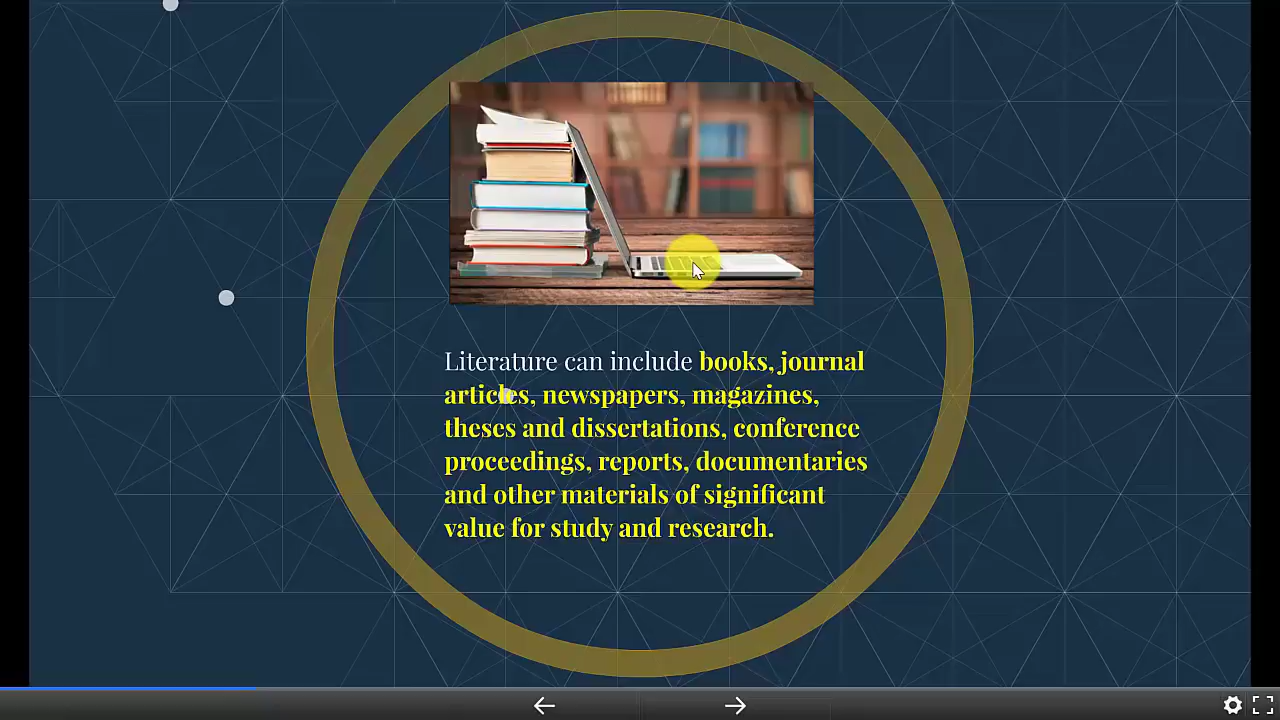 Literature can include books, journal
articles, newspapers, magazines,
theses and dissertations, conference
proceedings, reports, documentaries
and other materials of significant
value for study and research.